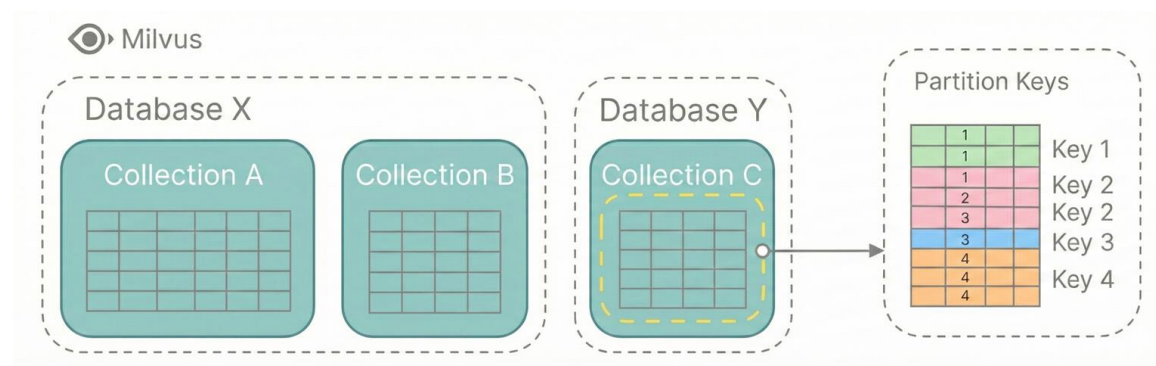 Milvus
Database X
Collection A
Collection B
Database Y
Collection C
Partition Keys
1
1
1
2
3
3
4
4
4
Key 1
Key 2
Key 2
Key 3
Key 4